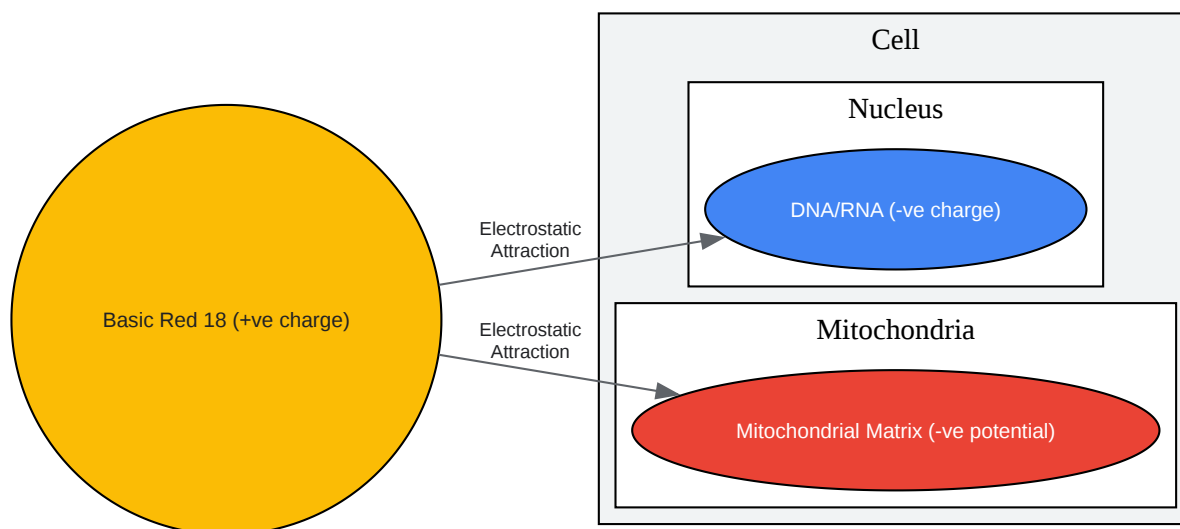 Cell
Nucleus
DNA/RNA (-ve charge)
Electrostatic
Attraction
Basic Red 18 (+ve charge)
Electrostatic
Attraction
Mitochondria
Mitochondrial Matrix (-ve potential)